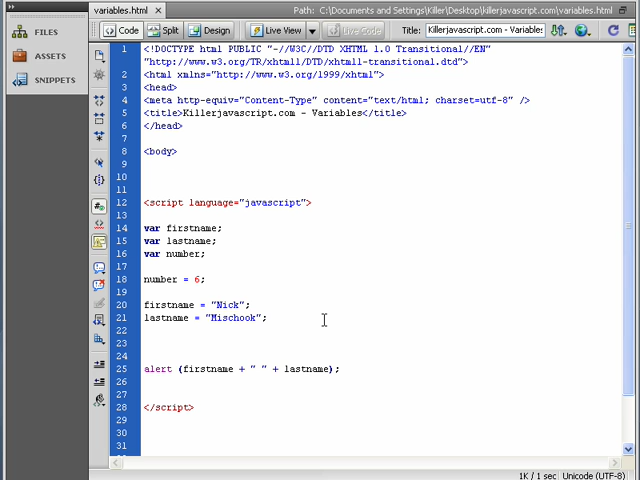 variables.html
Path: C:\Documents and Settings\Killer\Desktop\killerjavascript.com\variables.html
FILES
ASSETS
SNIPPETS
Code Split Design Live View Live Code Title: Killerjavascript.com - Variables
1 <!DOCTYPE html PUBLIC "-//W3C//DTD XHTML 1.0 Transitional//EN"
"http://www.w3.org/TR/xhtml1/DTD/xhtml1-transitional.dtd">
2 <html xmlns="http://www.w3.org/1999/xhtml">
3 <head>
4 <meta http-equiv="Content-Type" content="text/html; charset=utf-8" />
5 <title>Killerjavascript.com - Variables</title>
6 </head>
7
8 <body>
9
10
11
12 <script language="javascript">
13
14 var firstname;
15 var lastname;
16 var number;
17
18 number = 6;
19
20 firstname = "Nick";
21 lastname = "Mischook";
22
23
24
25 alert (firstname + " " + lastname);
26
27
28 </script>
29
30
31
1K / 1 sec Unicode (UTF-8)